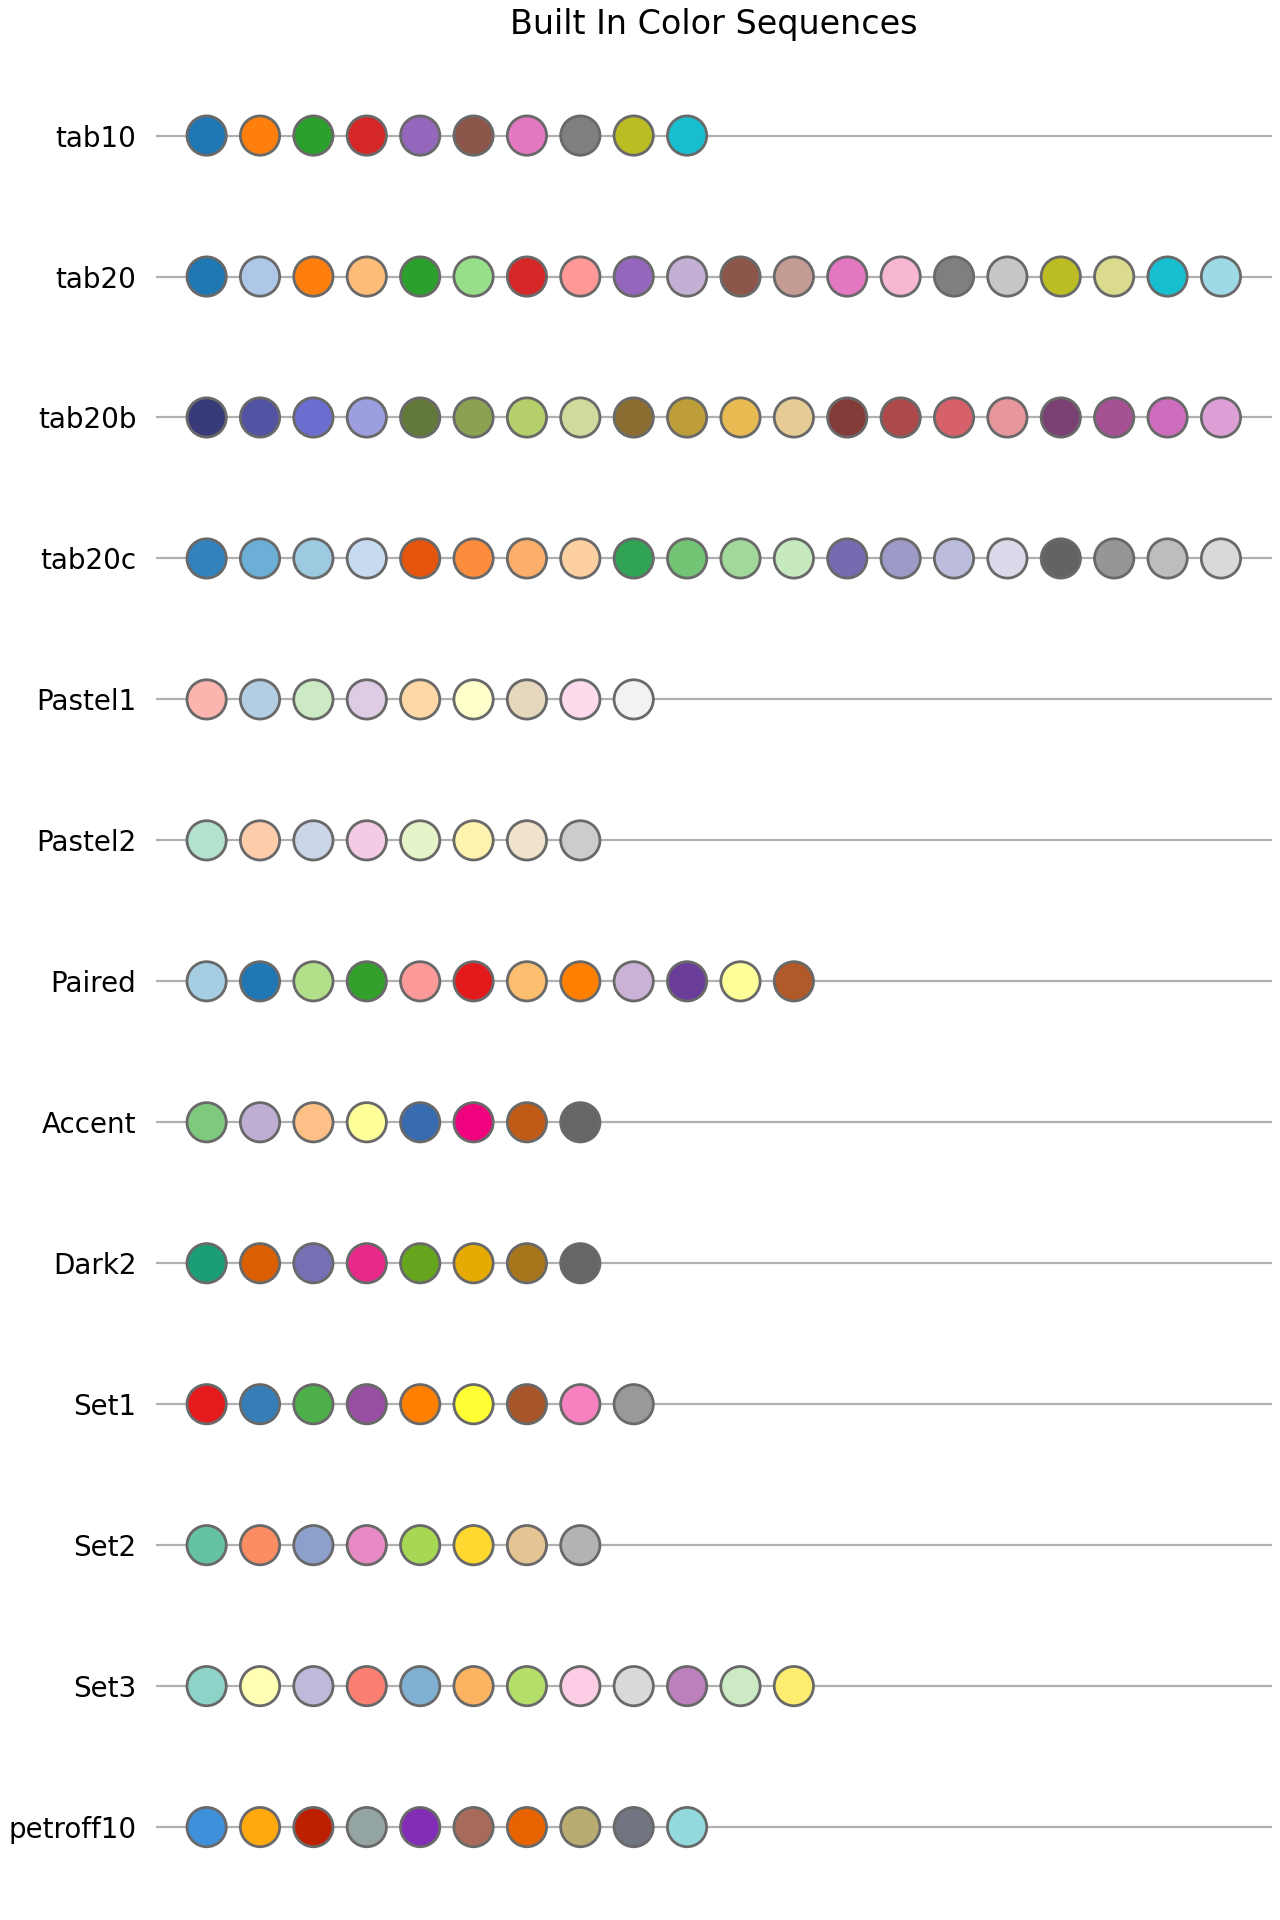 Built In Color Sequences
tab10
tab20
tab20b
tab20c
Pastel1
Pastel2
Paired
Accent
Dark2
Set1
Set2
Set3
petroff10